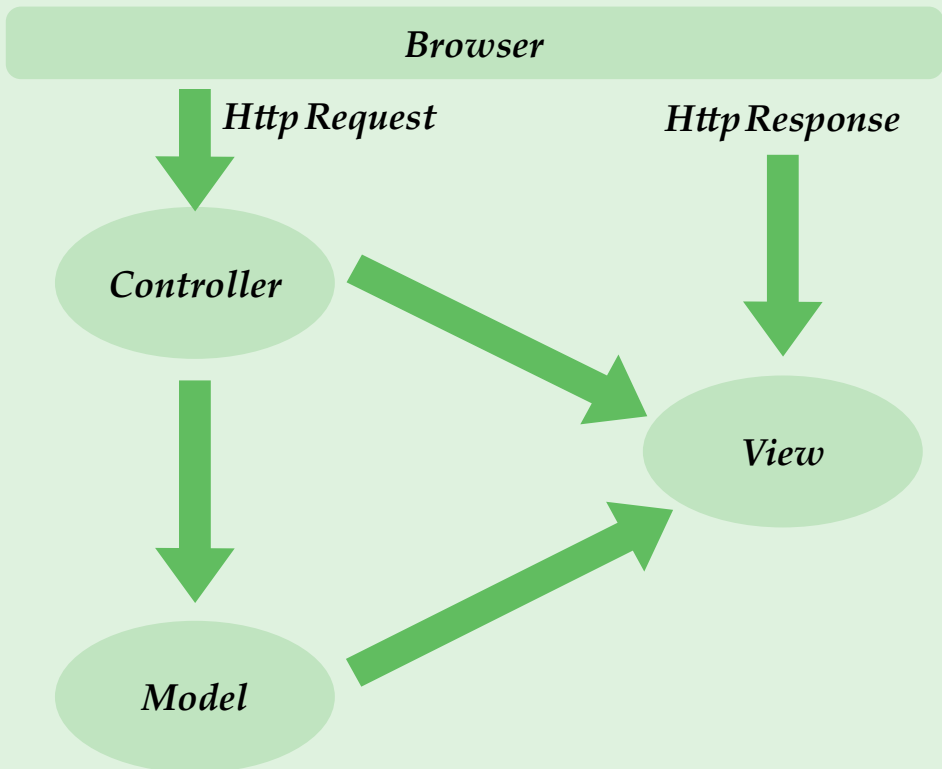 Browser
Http Request
Http Response
Controller
View
Model